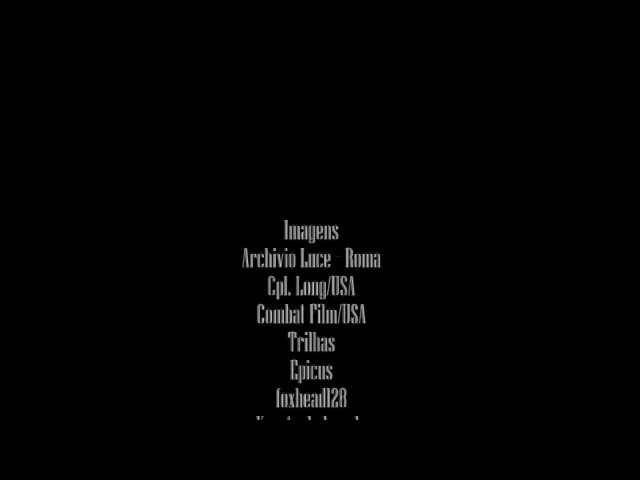 Imagens
Archivio Luce - Roma
Cpl. Long/USA
Combat Film/USA
Trilhas
Epicus
foxhead128